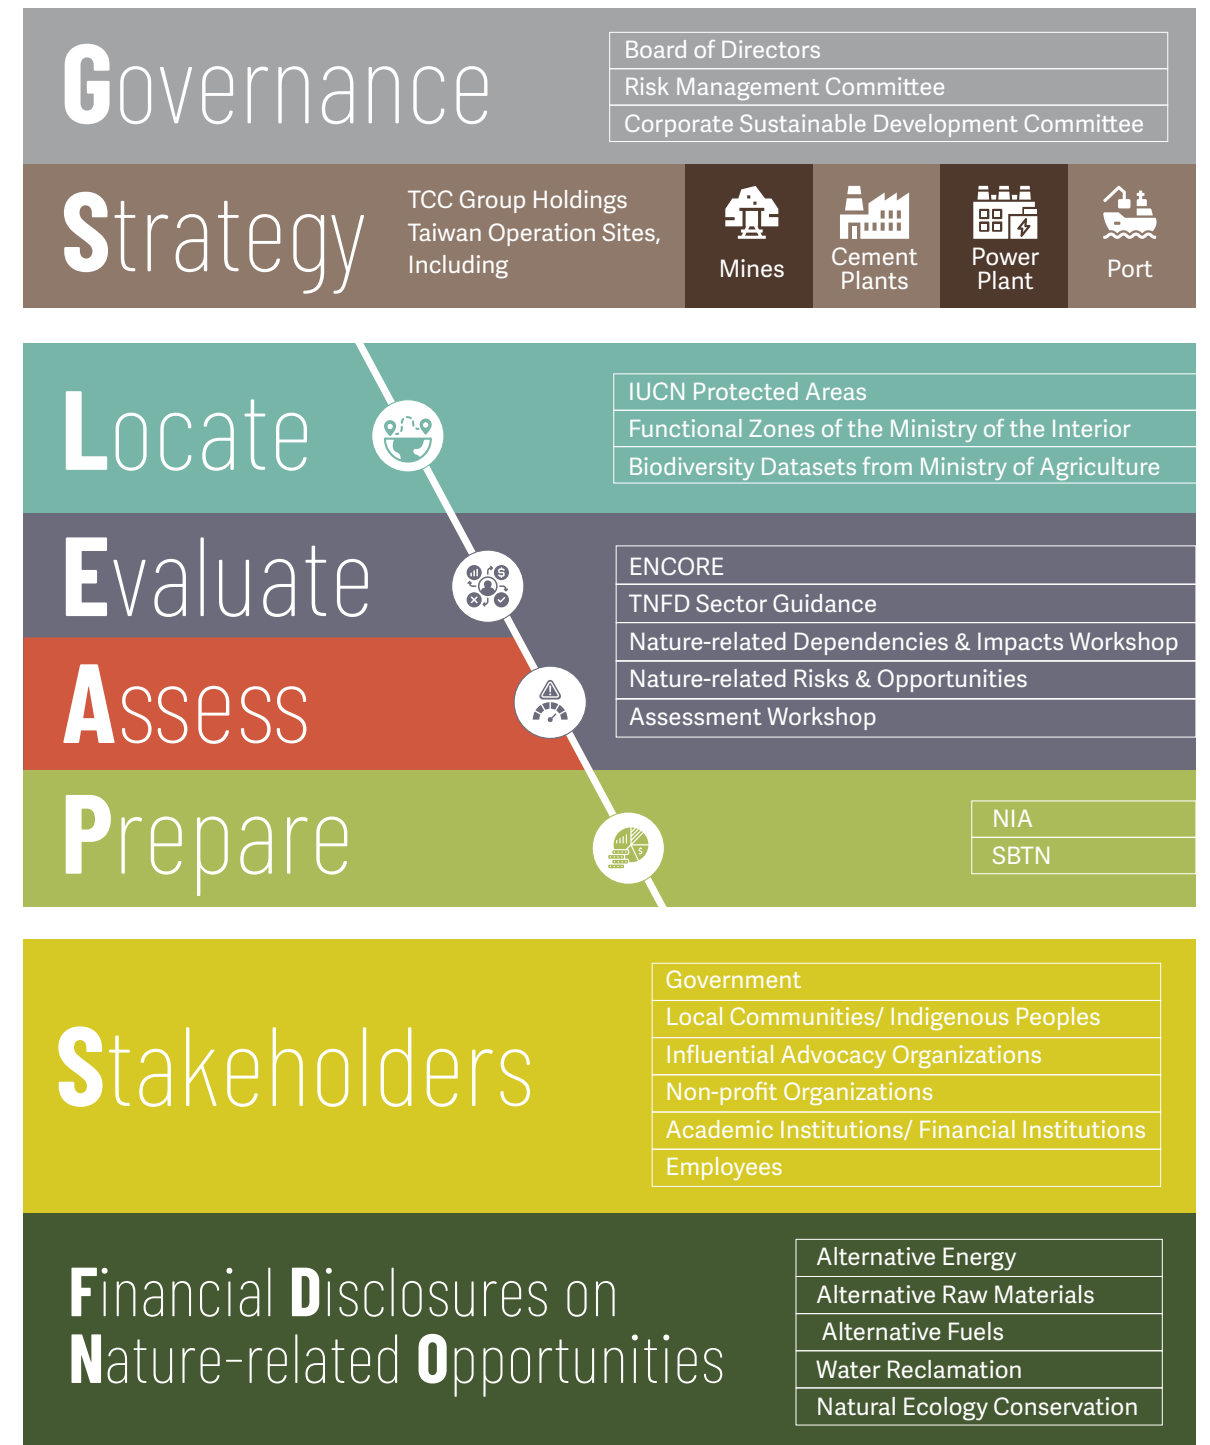 Governance
Board of Directors
Risk Management Committee
Corporate Sustainable Development Committee
Strategy
TCC Group Holdings
Taiwan Operation Sites,
Including
Mines
Cement
Plants
Power
Plant
Port
Locate
IUCN Protected Areas
Functional Zones of the Ministry of the Interior
Biodiversity Datasets from Ministry of Agriculture
Evaluate
Assess
ENCORE
TNFD Sector Guidance
Nature-related Dependencies & Impacts Workshop
Nature-related Risks & Opportunities
Assessment Workshop
Prepare
NIA
SBTN
Stakeholders
Government
Local Communities/ Indigenous Peoples
Influential Advocacy Organizations
Non-profit Organizations
Academic Institutions/ Financial Institutions
Employees
Financial Disclosures on
Nature-related Opportunities
Alternative Energy
Alternative Raw Materials
Alternative Fuels
Water Reclamation
Natural Ecology Conservation